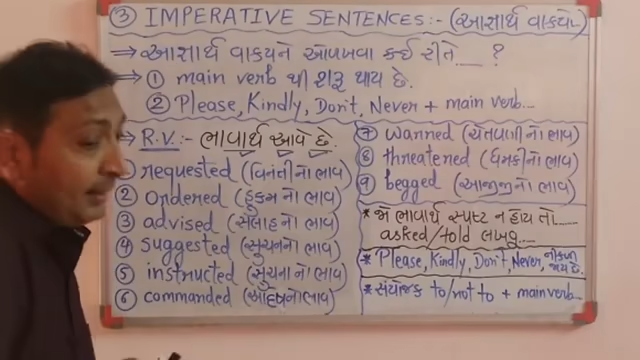 ③ IMPERATIVE SENTENCES:- (આજ્ઞાર્થ વાક્યો)
→ આજ્ઞાર્થ વાક્યને ઓળખવા કઈ રીતે.... ?
→ ① main verb થી શરૂ થાય છે.
② Please, Kindly, Don't, Never + main verb...
→ R.V. :- ભાવાર્થ આવે છે.
① requested (વિનંતીનો ભાવ)
② ordered (હુકમનો ભાવ)
③ advised (સલાહનો ભાવ)
④ suggested (સુચનનો ભાવ)
⑤ instructed (સુચનાનો ભાવ)
⑥ commanded (આદેશનો ભાવ)
⑦ wanned (ચેતવણીનો ભાવ)
⑧ threatened (ધમકીનો ભાવ)
⑨ begged (આજીજીનો ભાવ)
* જો ભાવાર્થ સ્પષ્ટ ન હોય તો......
asked/told લખવુ...
* Please, Kindly, Don't, Never, નીકળી જાય છે.
* સંયોજક to/not to + main verb...